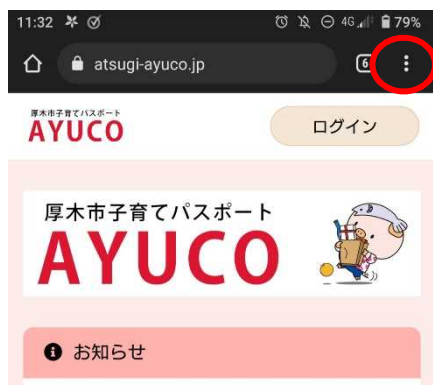 11:32 4G 79%
atsugi-ayuco.jp 6
厚木市子育てパスポート
AYUCO
ログイン
厚木市子育てパスポート
AYUCO
お知らせ